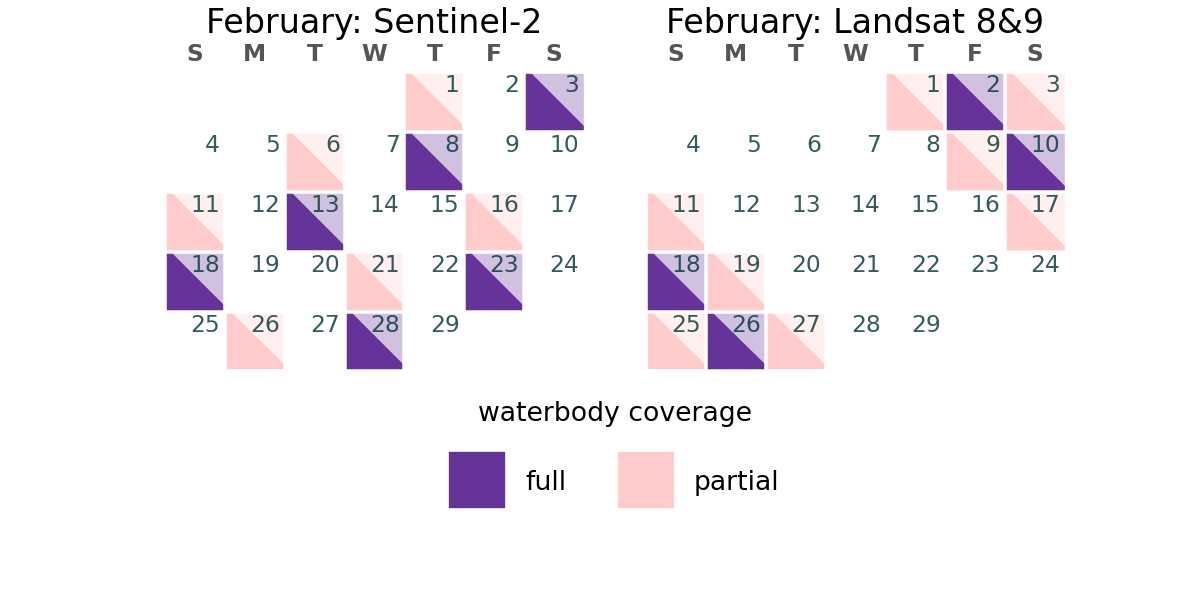 February: Sentinel-2
S M T W T F S
1 2 3
4 5 6 7 8 9 10
11 12 13 14 15 16 17
18 19 20 21 22 23 24
25 26 27 28 29
February: Landsat 8&9
S M T W T F S
1 2 3
4 5 6 7 8 9 10
11 12 13 14 15 16 17
18 19 20 21 22 23 24
25 26 27 28 29
waterbody coverage
full
partial